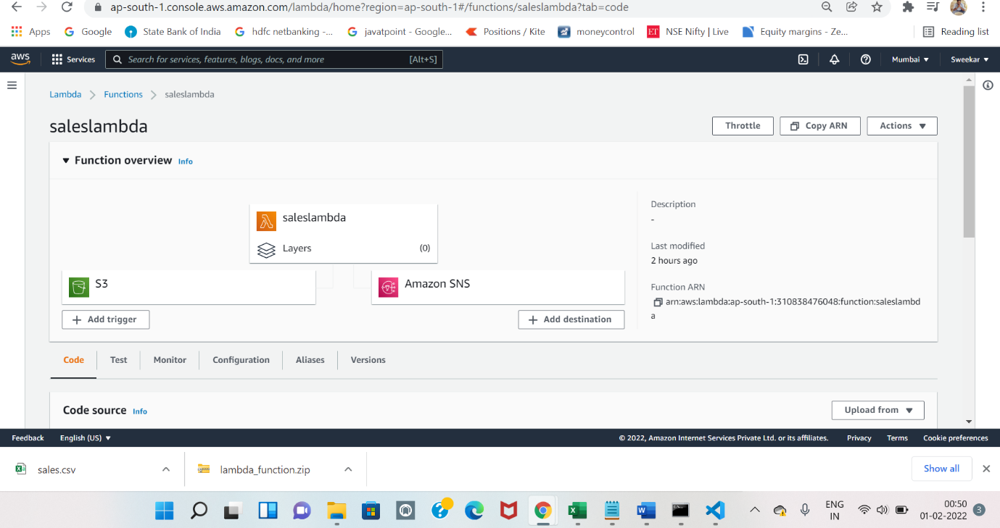 ap-south-1.console.aws.amazon.com/lambda/home?region=ap-south-1#/functions/saleslambda?tab=code
Apps Google State Bank of India hdfc netbanking -... javatpoint - Google... Positions / Kite moneycontrol ET NSE Nifty | Live Equity margins - Ze... Reading list
aws Services Search for services, features, blogs, docs, and more [Alt+S] Mumbai ▼ Sweekar ▼
Lambda > Functions > saleslambda
saleslambda Throttle Copy ARN Actions ▼
▼ Function overview Info
saleslambda
Layers (0)
S3
Amazon SNS
+ Add trigger
+ Add destination
Description
-
Last modified
2 hours ago
Function ARN
arn:aws:lambda:ap-south-1:310838476048:function:saleslambd
a
Code Test Monitor Configuration Aliases Versions
Code source Info Upload from ▼
Feedback English (US) ▼ © 2022, Amazon Internet Services Private Ltd. or its affiliates. Privacy Terms Cookie preferences
sales.csv lambda_function.zip Show all
ENG 00:50
IN 01-02-2022 3